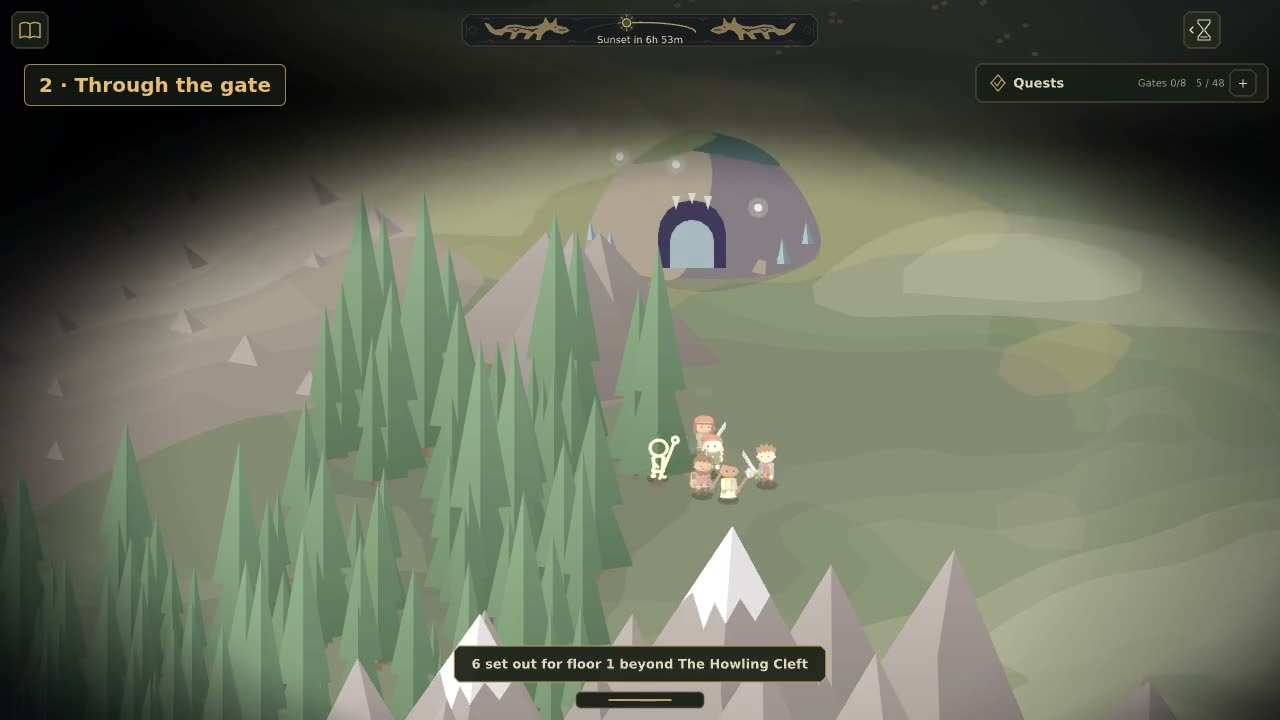 Sunset in 6h 53m
2 · Through the gate
Quests
Gates 0/8 5 / 48 +
6 set out for floor 1 beyond The Howling Cleft